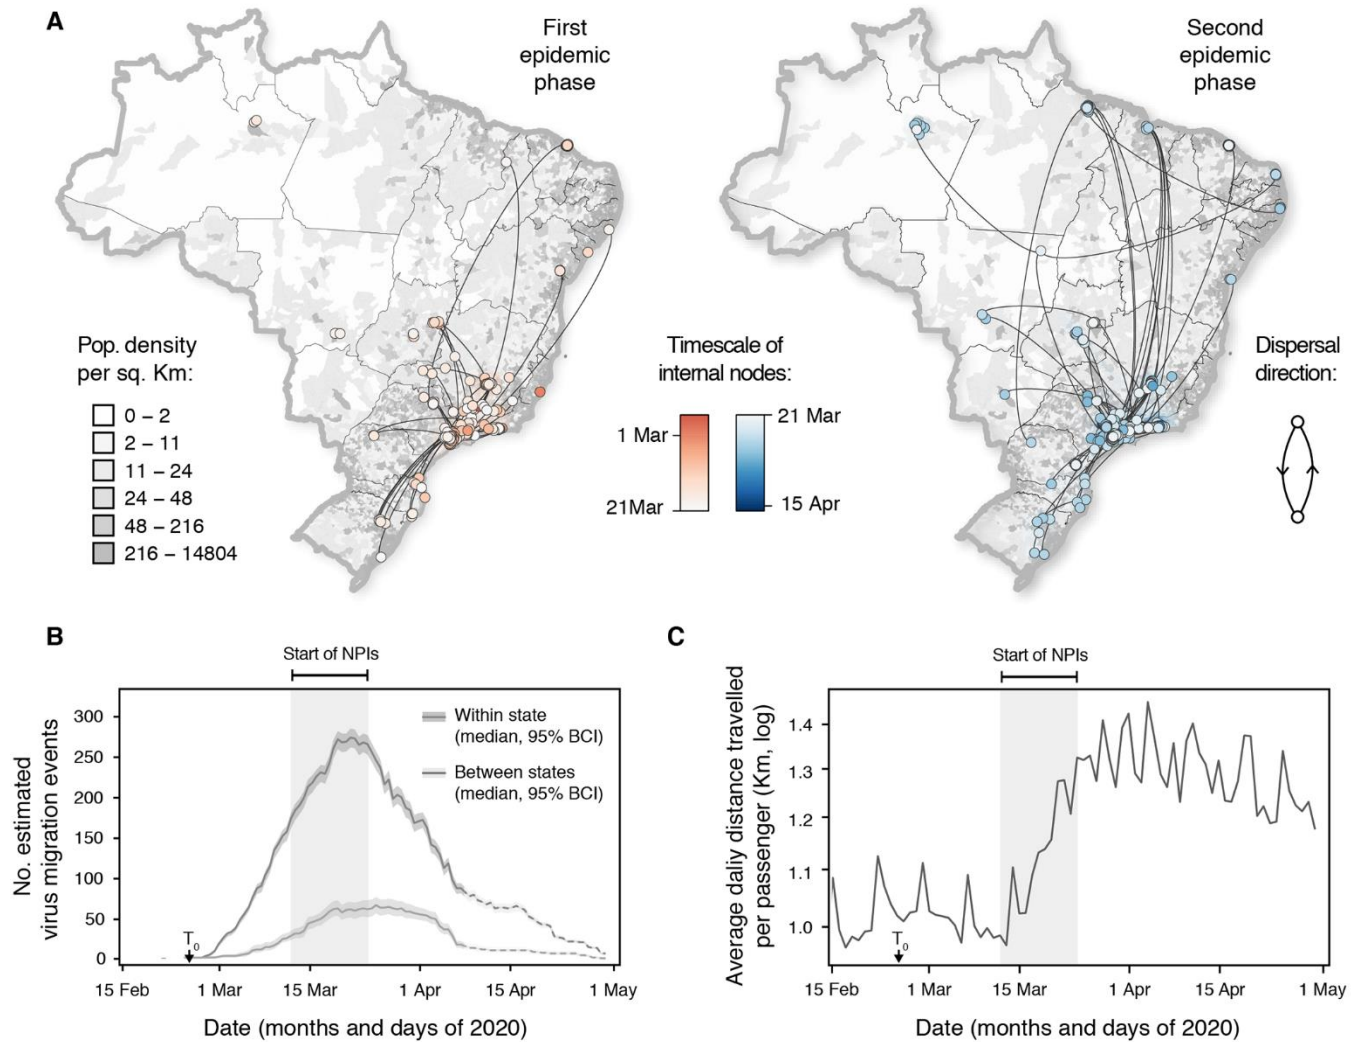 A
First
epidemic
phase
Second
epidemic
phase
Pop. density
per sq. Km:
0 – 2
2 – 11
11 – 24
24 – 48
48 – 216
216 – 14804
Timescale of
internal nodes:
1 Mar
21Mar
21 Mar
15 Apr
Dispersal
direction:
B
Start of NPIs
No. estimated
virus migration events
300
250
200
150
100
50
0
Within state
(median, 95% BCI)
Between states
(median, 95% BCI)
T0
15 Feb
1 Mar
15 Mar
1 Apr
15 Apr
1 May
Date (months and days of 2020)
C
Start of NPIs
Average daliy distance travelled
per passenger (Km, log)
1.4
1.3
1.2
1.1
1.0
T0
15 Feb
1 Mar
15 Mar
1 Apr
15 Apr
1 May
Date (months and days of 2020)